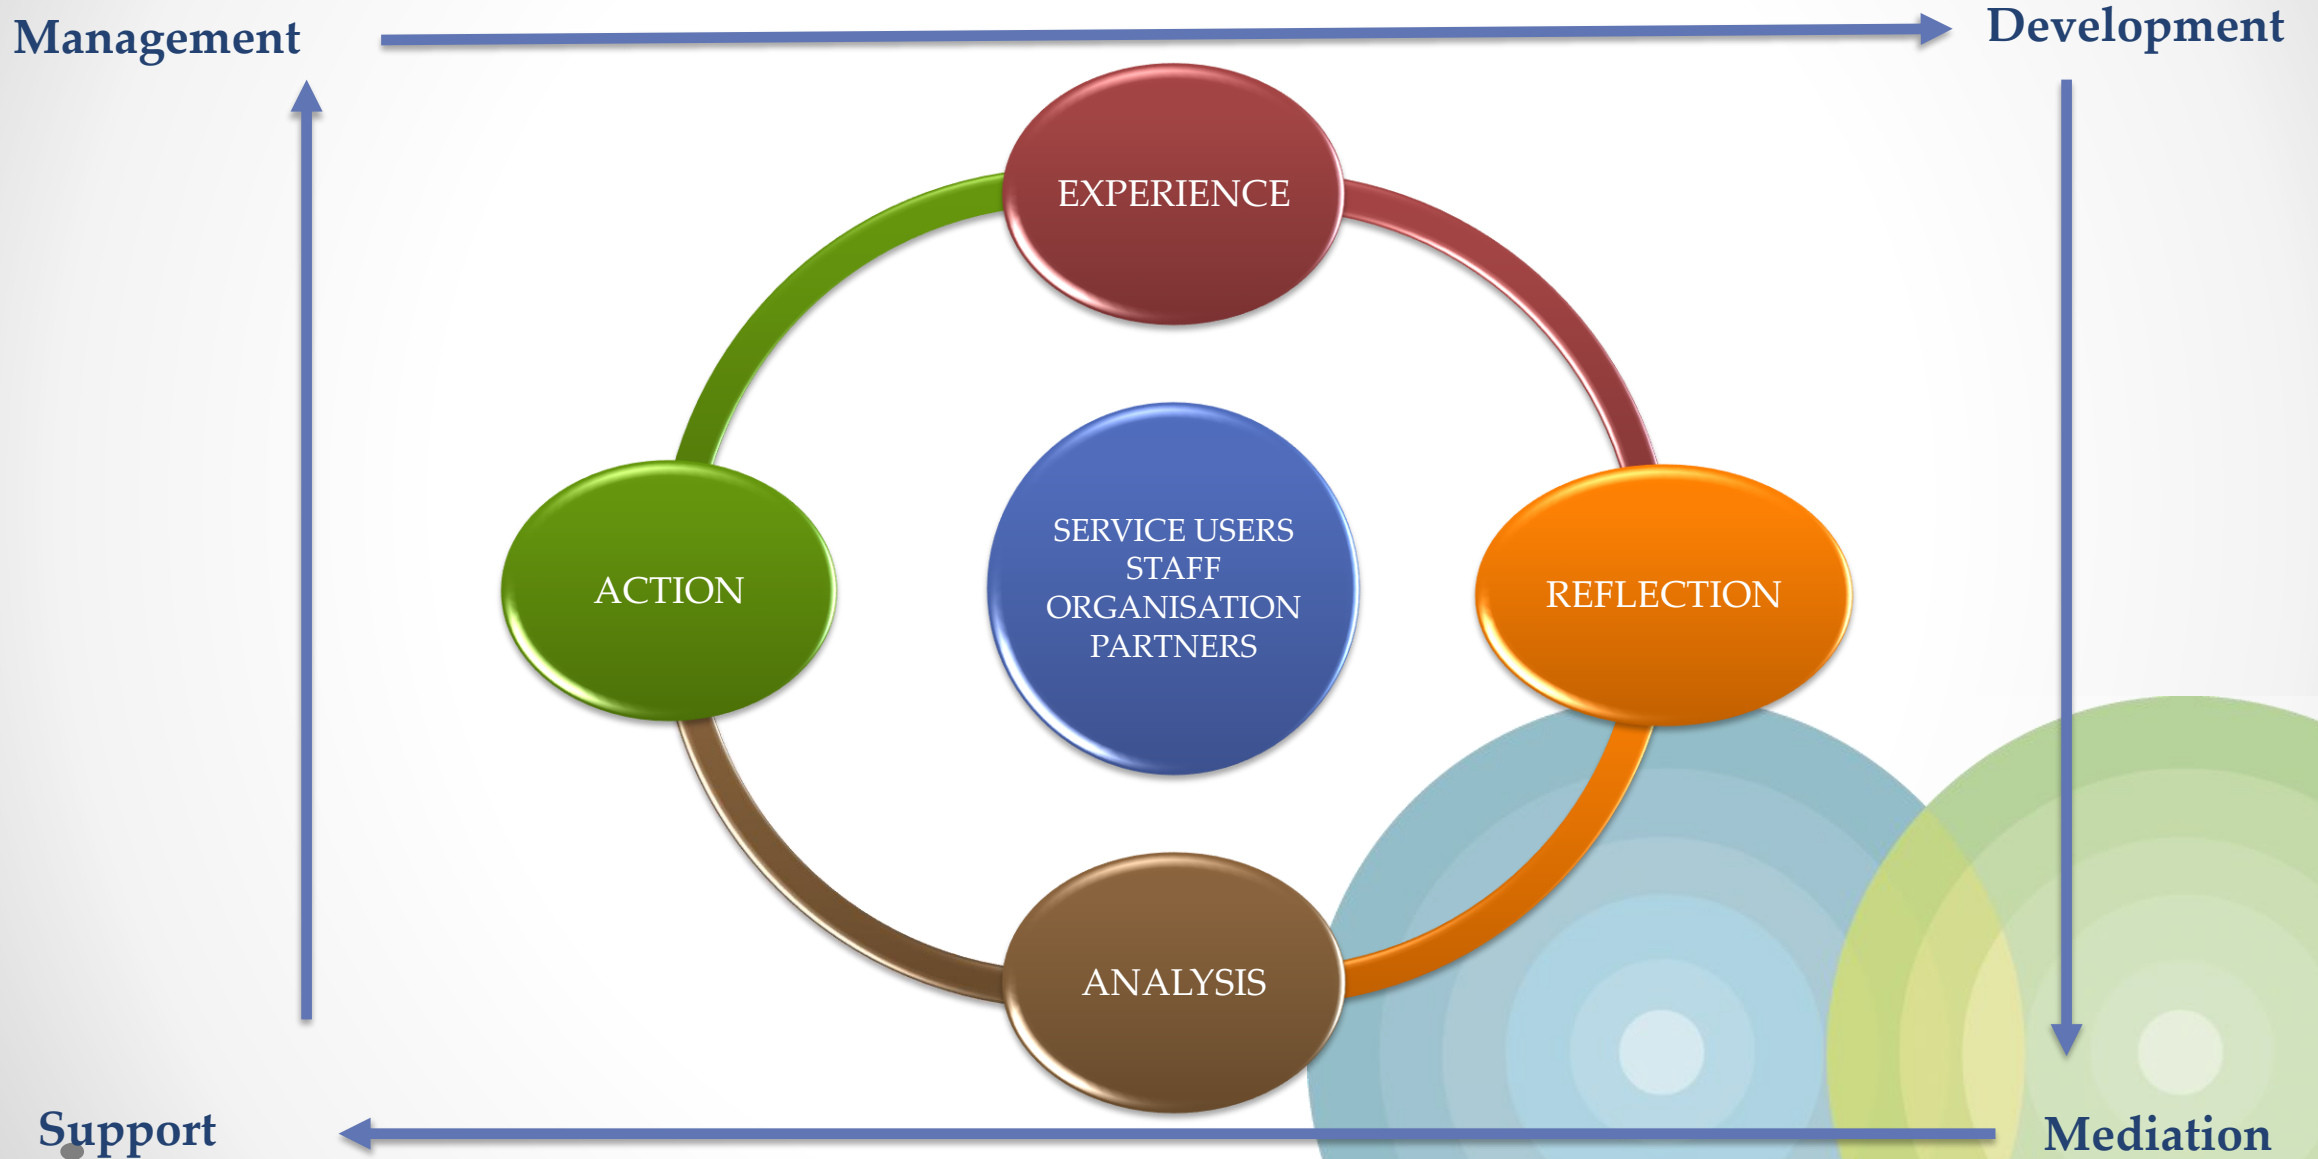 Management
Development
EXPERIENCE
ACTION
SERVICE USERS
STAFF
ORGANISATION
PARTNERS
REFLECTION
ANALYSIS
Support
Mediation